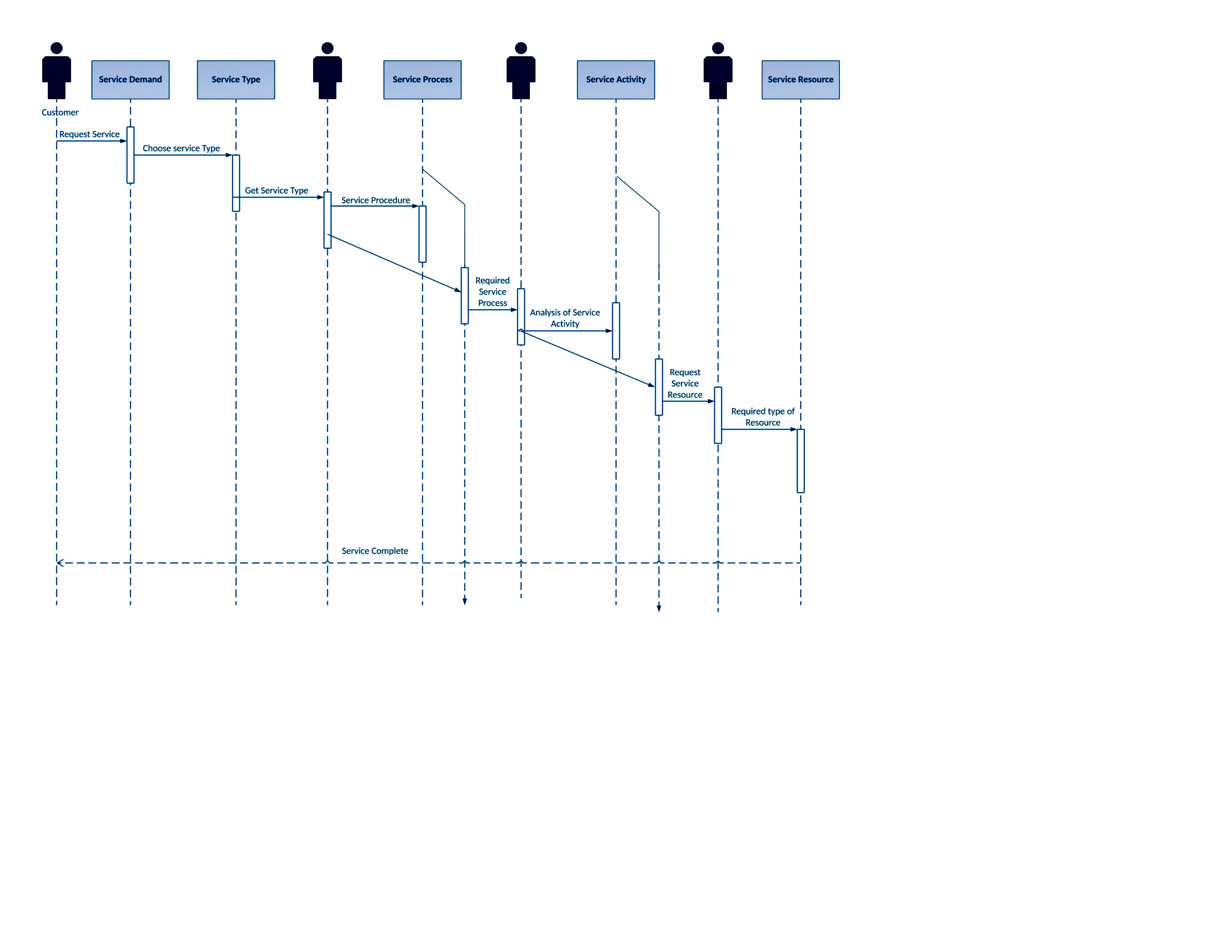 Service Demand
Service Type
Service Process
Service Activity
Service Resource
Customer
Request Service
Choose service Type
Get Service Type
Service Procedure
Required
Service
Process
Analysis of Service
Activity
Request
Service
Resource
Required type of
Resource
Service Complete